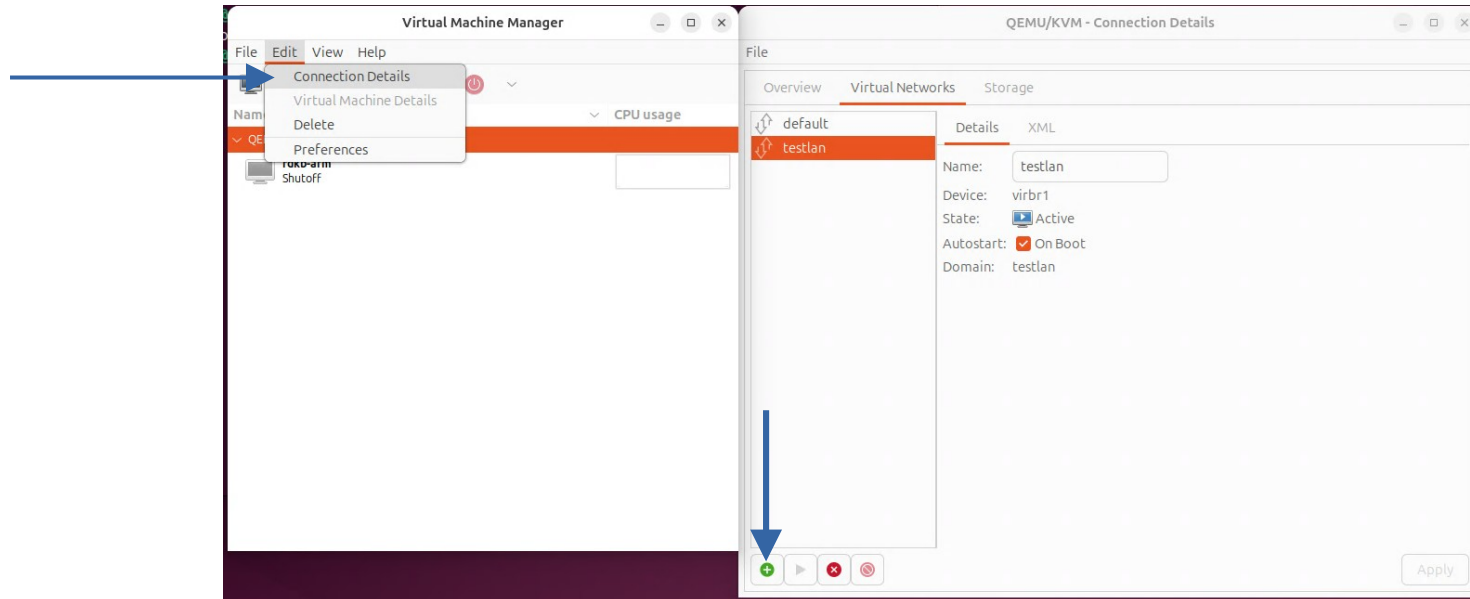 Virtual Machine Manager
File Edit View Help
Connection Details
Virtual Machine Details
Delete
Preferences
CPU usage
rdkb-arm
Shutoff
QEMU/KVM - Connection Details
File
Overview Virtual Networks Storage
default
testlan
Details XML
Name: testlan
Device: virbr1
State: Active
Autostart: On Boot
Domain: testlan
Apply